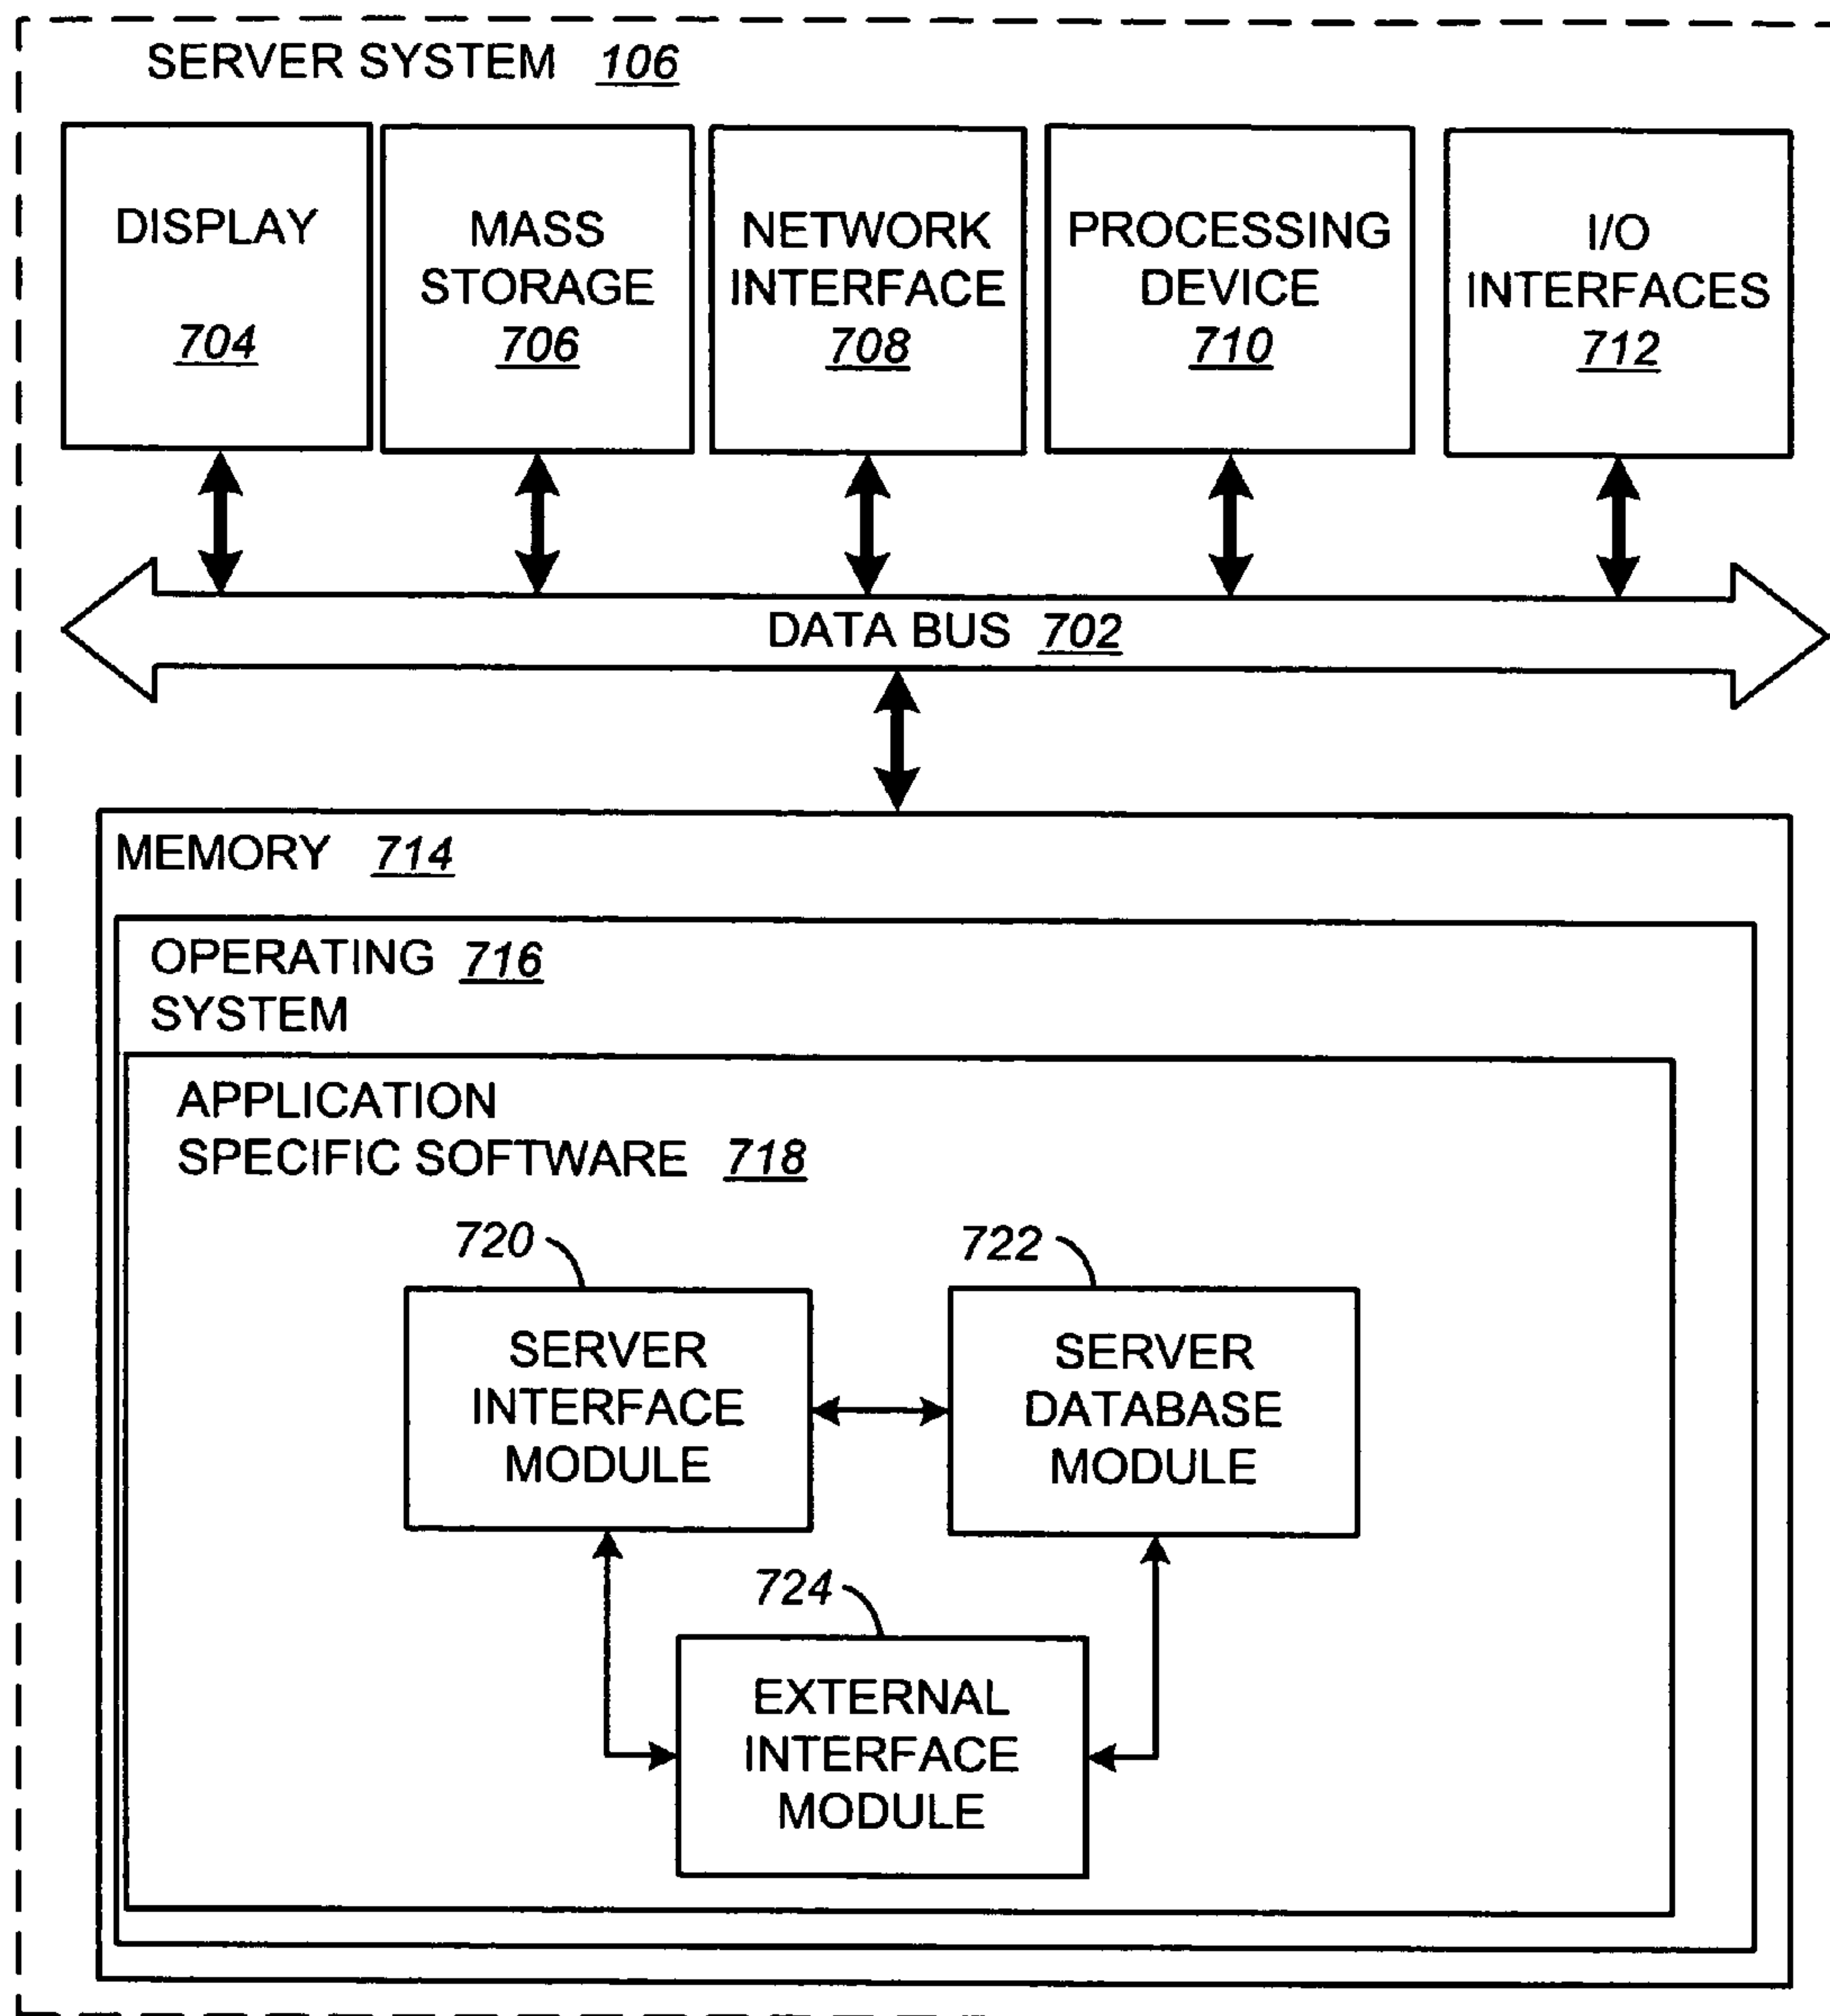 SERVER SYSTEM 106
DISPLAY
704
MASS
STORAGE
706
NETWORK
INTERFACE
708
PROCESSING
DEVICE
710
I/O
INTERFACES
712
DATA BUS 702
MEMORY 714
OPERATING 716
SYSTEM
APPLICATION
SPECIFIC SOFTWARE 718
720
SERVER
INTERFACE
MODULE
722
SERVER
DATABASE
MODULE
724
EXTERNAL
INTERFACE
MODULE